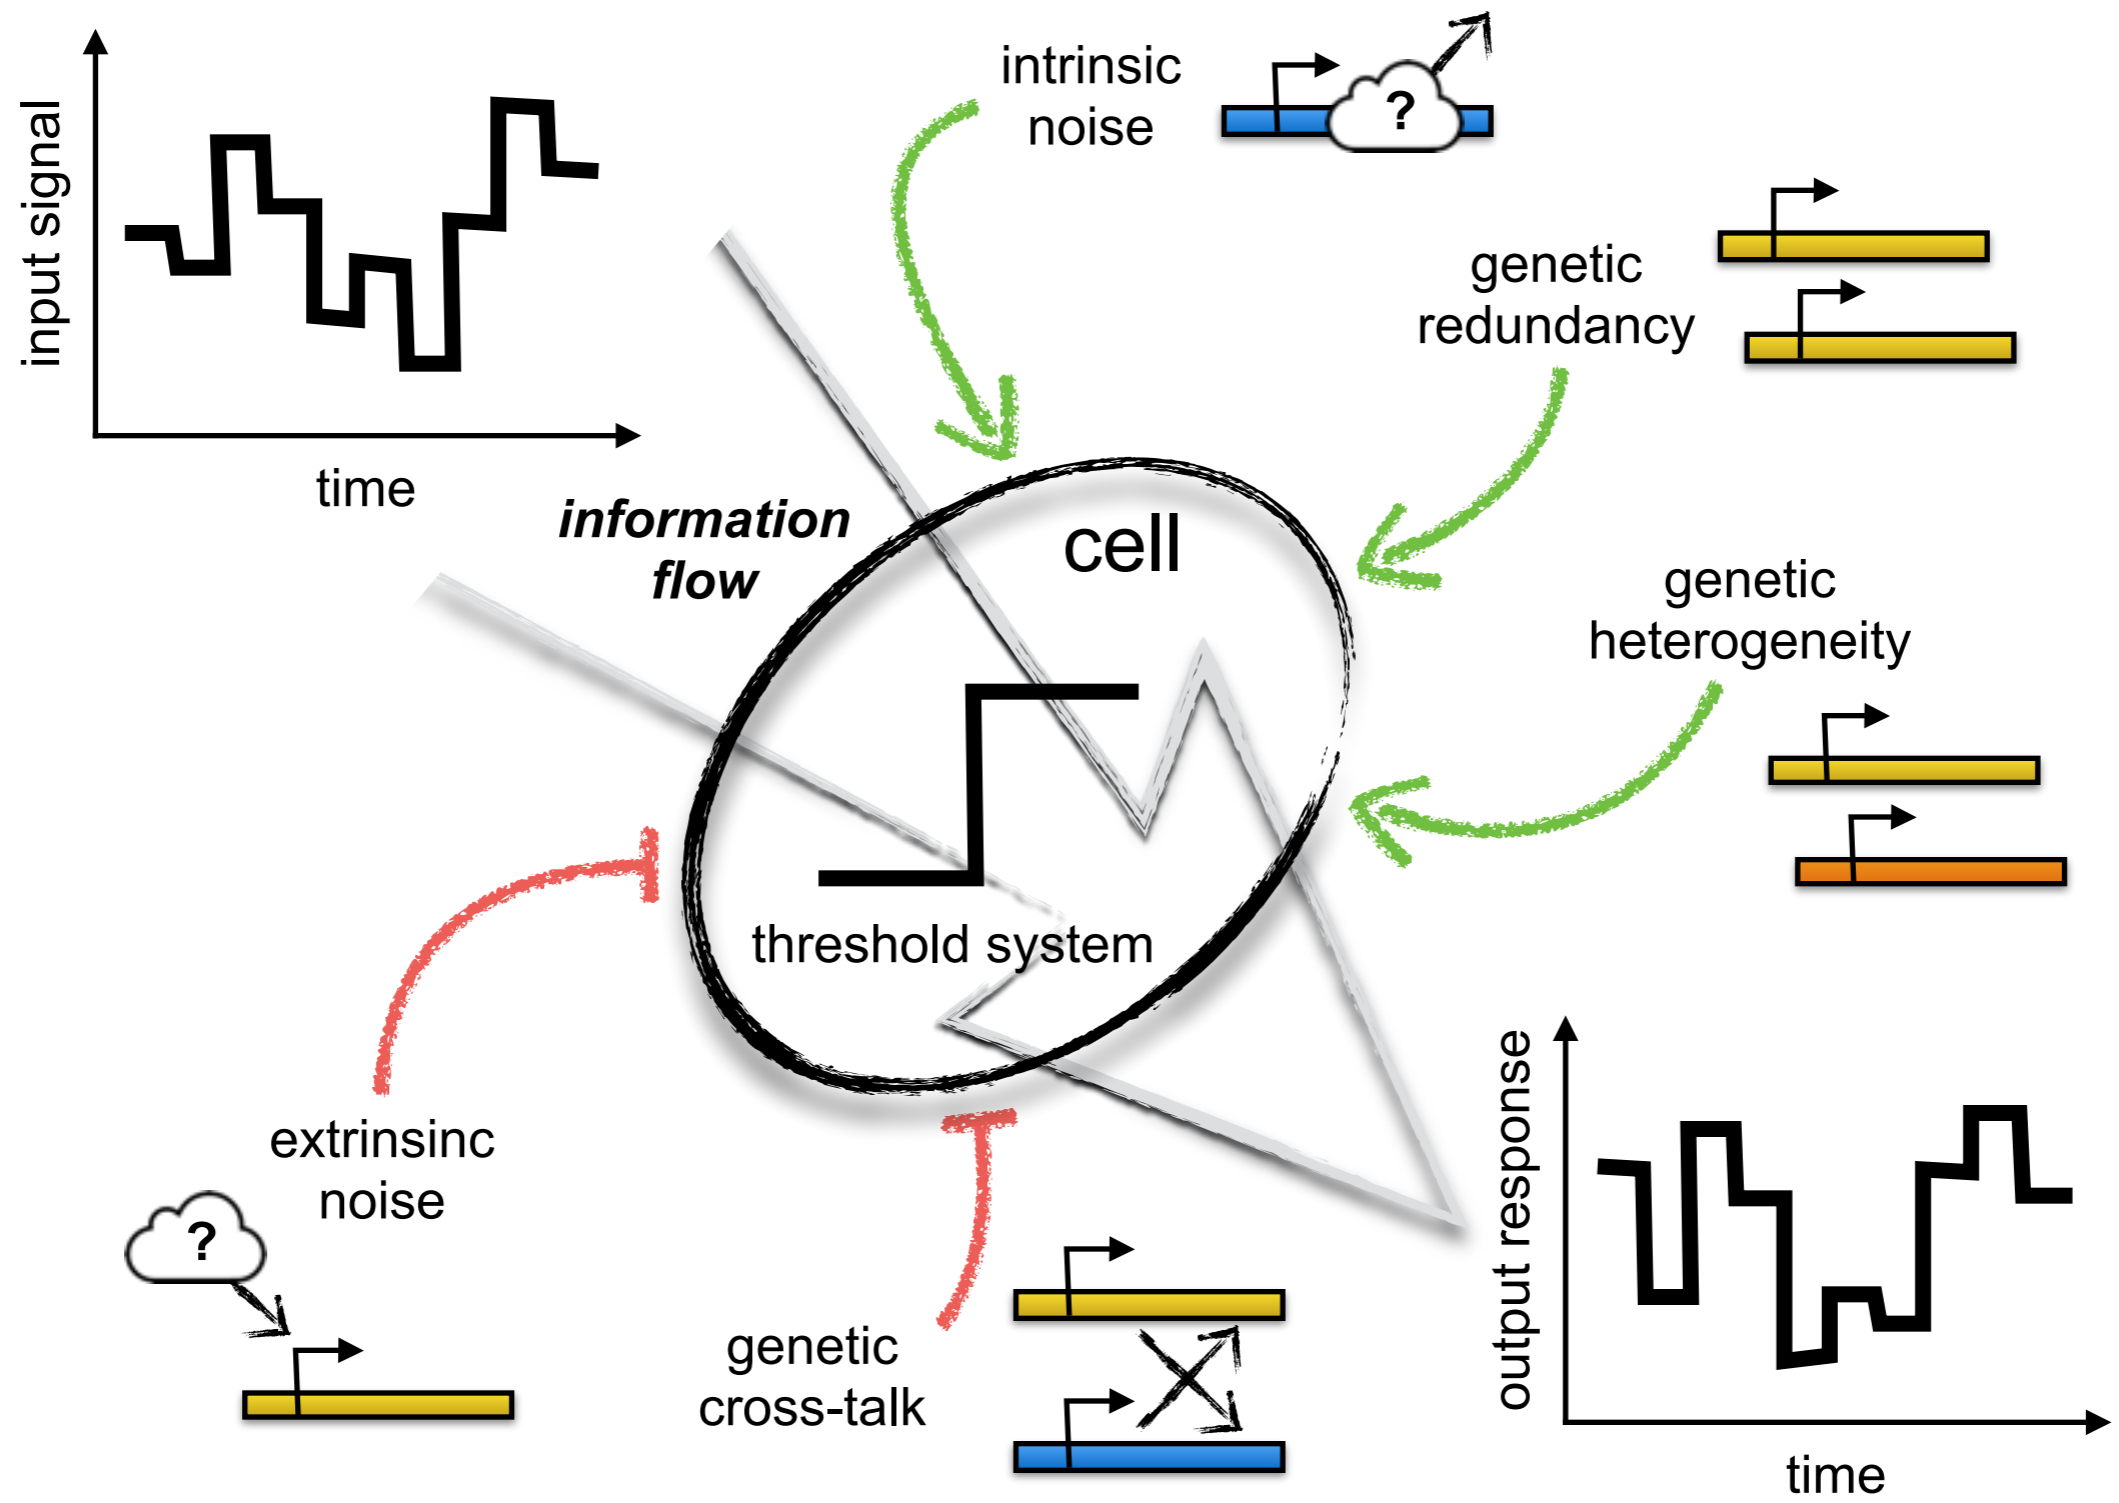 input signal
time
intrinsic
noise
?
genetic
redundancy
information
flow
cell
genetic
heterogeneity
threshold system
extrinsinc
noise
?
genetic
cross-talk
output response
time